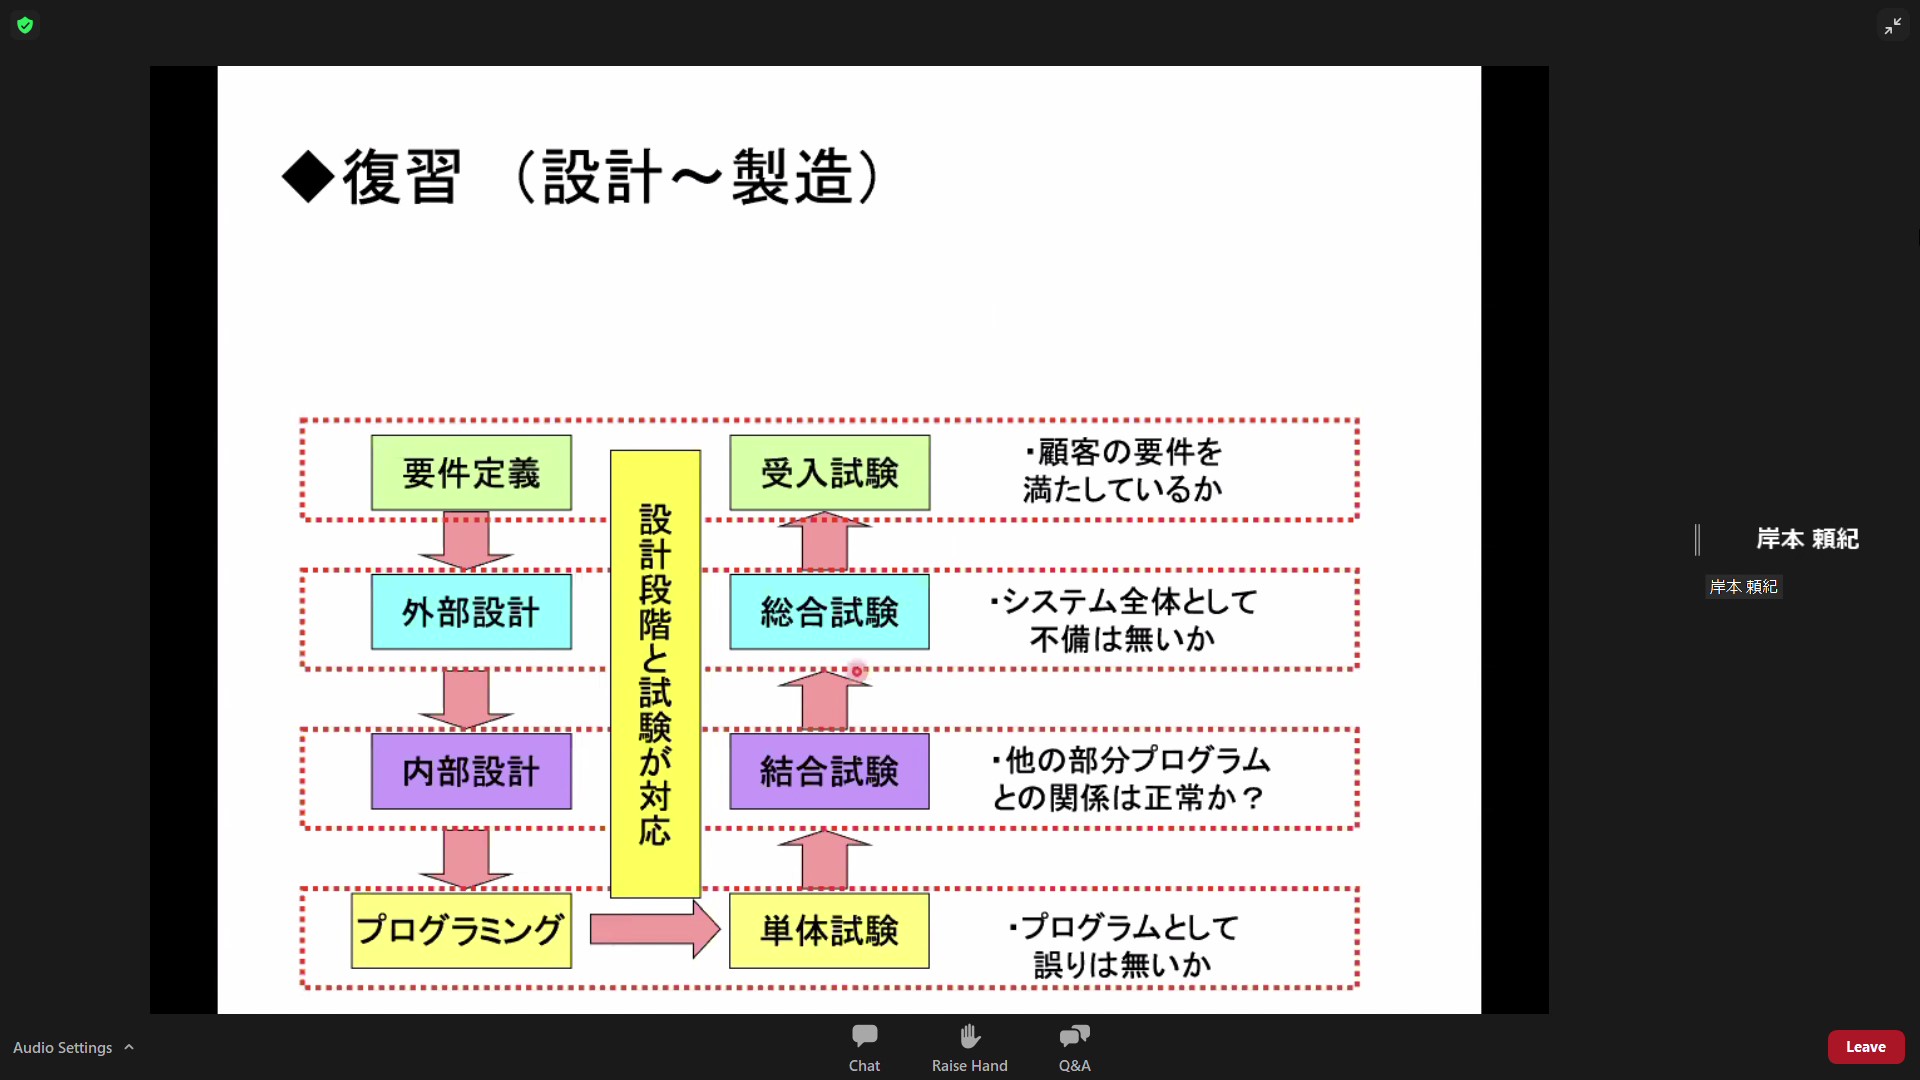 ◆復習 （設計～製造）
要件定義
受入試験
・顧客の要件を
満たしているか
外部設計
総合試験
・システム全体として
不備は無いか
設計段階と試験が対応
内部設計
結合試験
・他の部分プログラム
との関係は正常か？
プログラミング
単体試験
・プログラムとして
誤りは無いか
岸本 頼紀
岸本 頼紀
Audio Settings
Chat
Raise Hand
Q&A
Leave